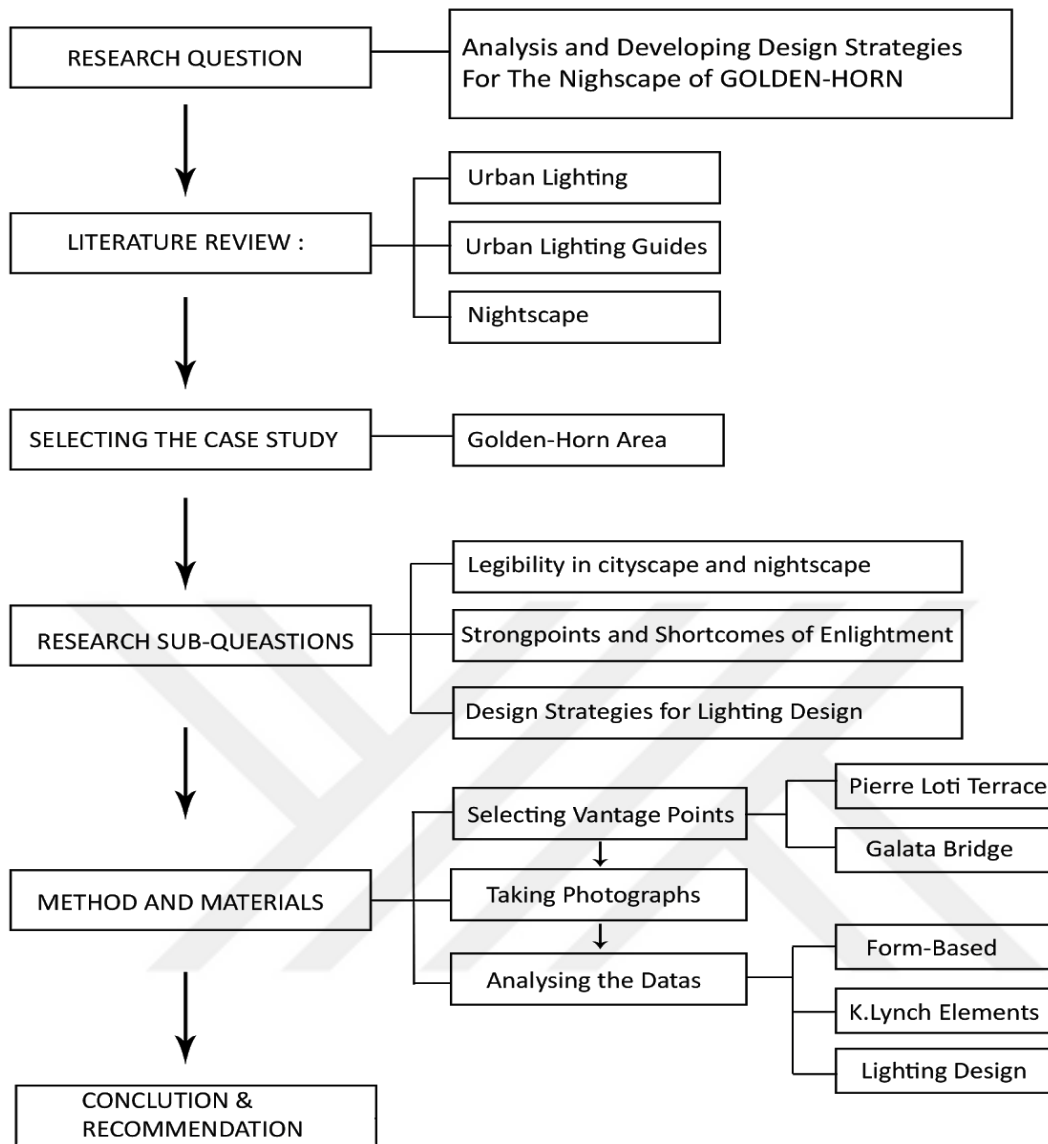 RESEARCH QUESTION
Analysis and Developing Design Strategies
For The Nighscape of GOLDEN-HORN
LITERATURE REVIEW :
Urban Lighting
Urban Lighting Guides
Nightscape
SELECTING THE CASE STUDY
Golden-Horn Area
RESEARCH SUB-QUEASTIONS
Legibility in cityscape and nightscape
Strongpoints and Shortcomes of Enlightment
Design Strategies for Lighting Design
METHOD AND MATERIALS
Selecting Vantage Points
Pierre Loti Terrace
Galata Bridge
Taking Photographs
Analysing the Datas
Form-Based
K.Lynch Elements
Lighting Design
CONCLUTION &
RECOMMENDATION